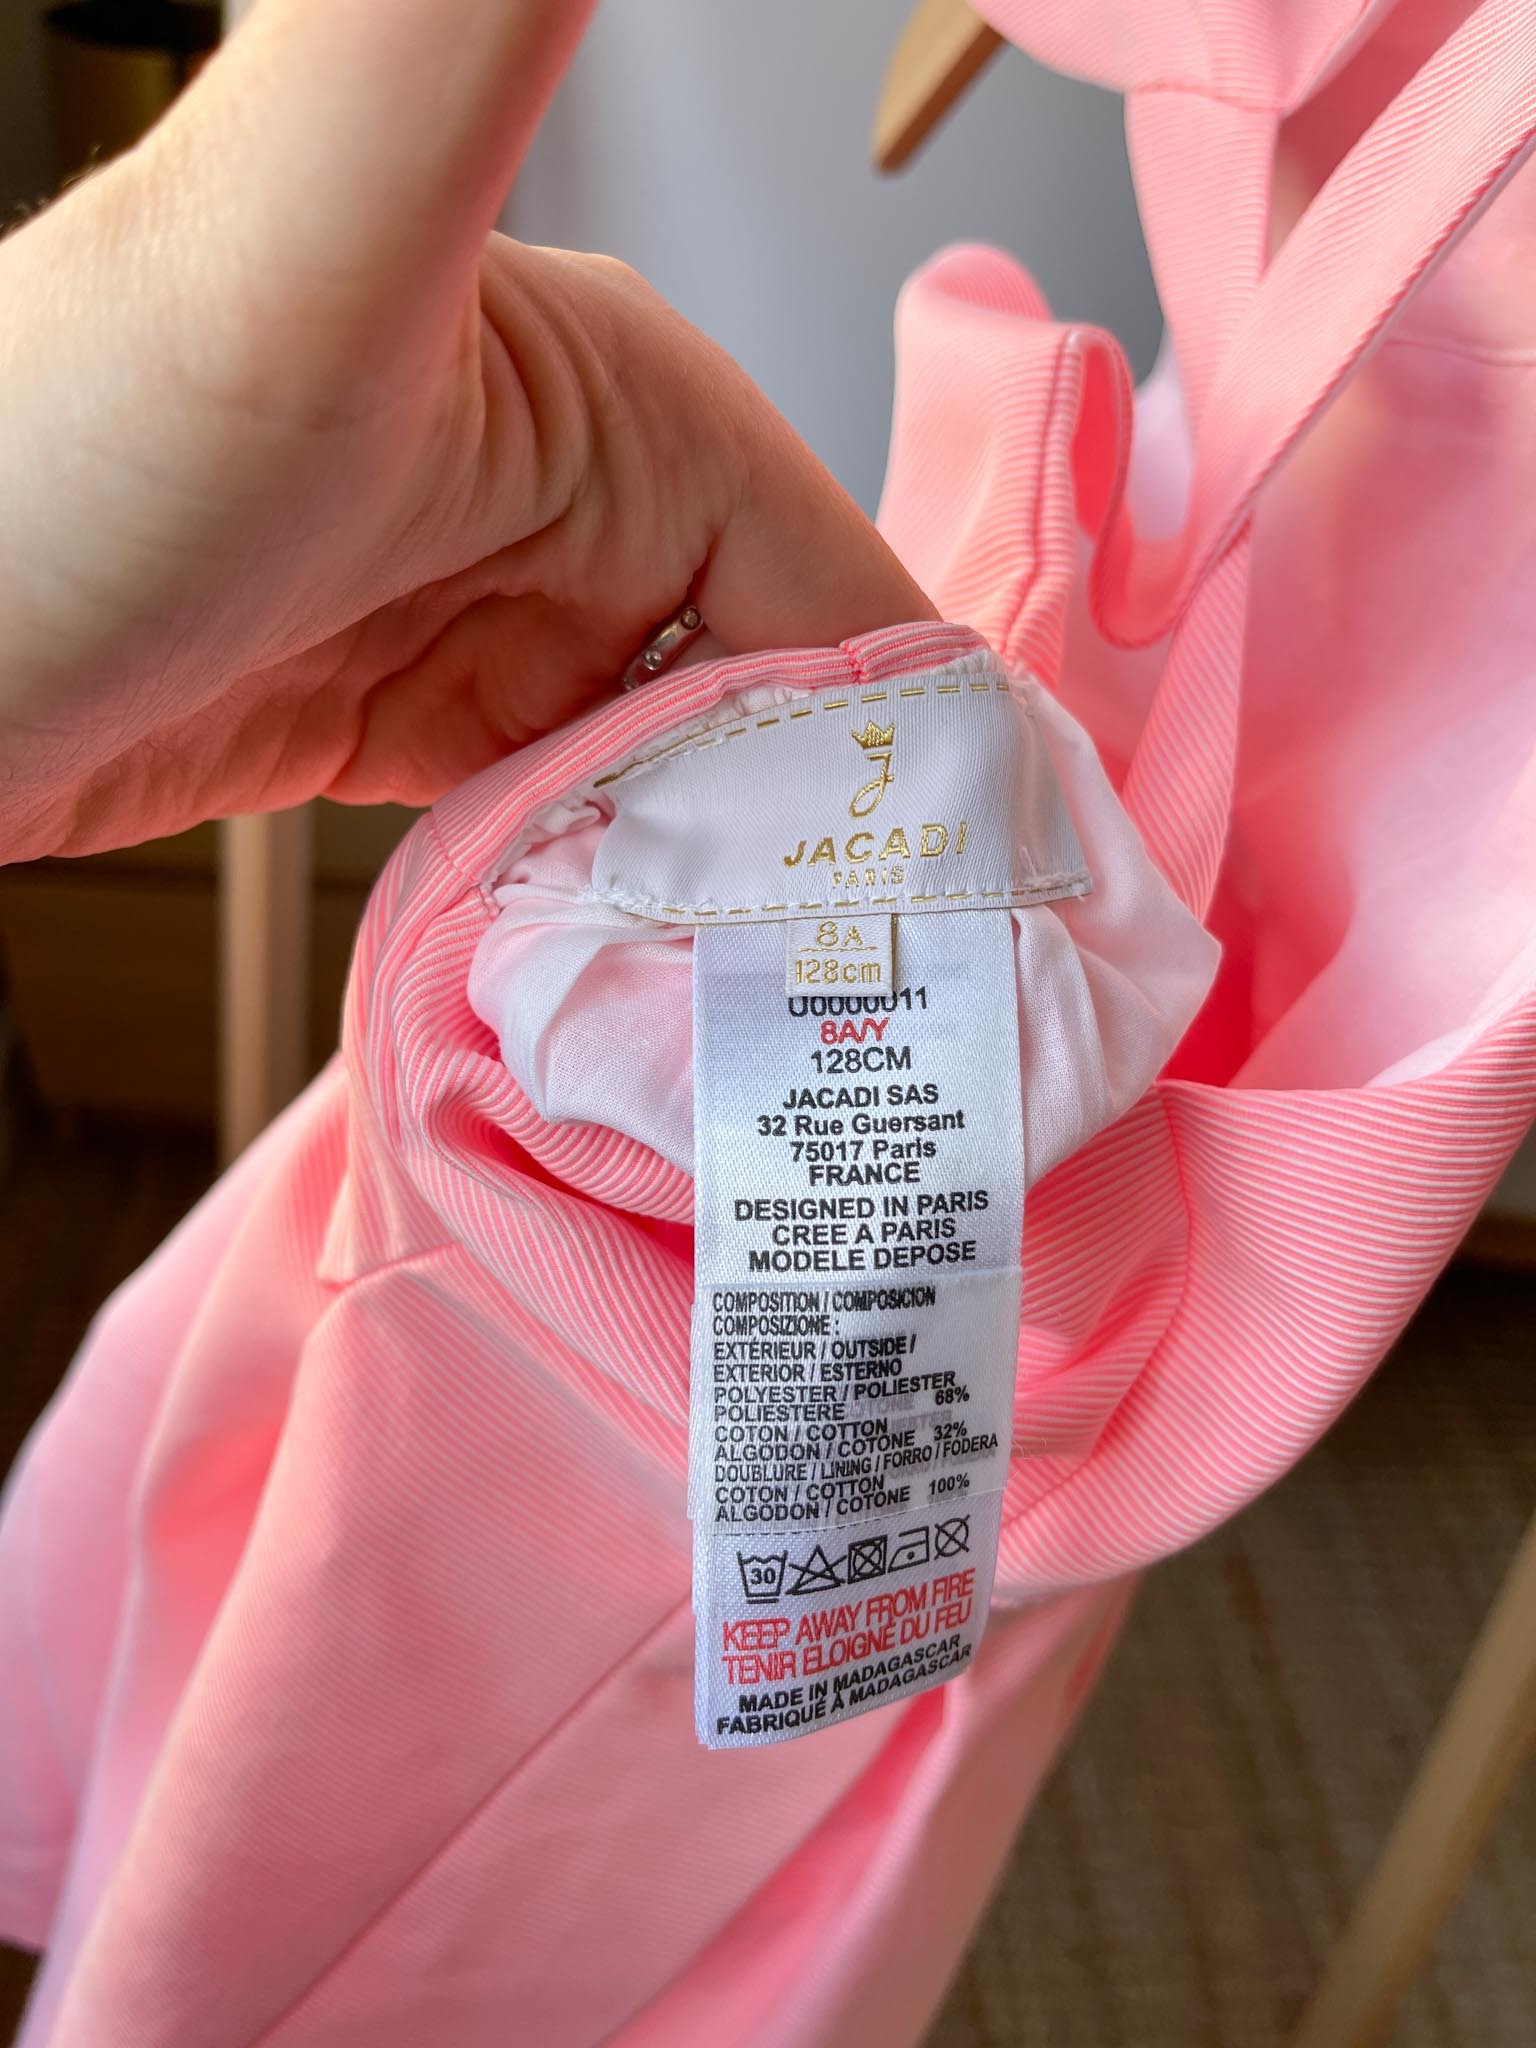 JACADI
PARIS
8A
128cm
00000011
8A/Y
128CM
JACADI SAS
32 Rue Guersant
75017 Paris
FRANCE
DESIGNED IN PARIS
CREE A PARIS
MODELE DEPOSE
COMPOSITION / COMPOSICION
COMPOSIZIONE :
EXTÉRIEUR / OUTSIDE /
EXTERIOR / ESTERNO
POLYESTER / POLIESTER
POLIESTERE 68%
COTON / COTTON
ALGODON / COTONE 32%
DOUBLURE / LINING / FORRO / FODERA
COTON / COTTON
ALGODON / COTONE 100%
30
KEEP AWAY FROM FIRE
TENIR ELOIGNÉ DU FEU
MADE IN MADAGASCAR
FABRIQUÉ À MADAGASCAR